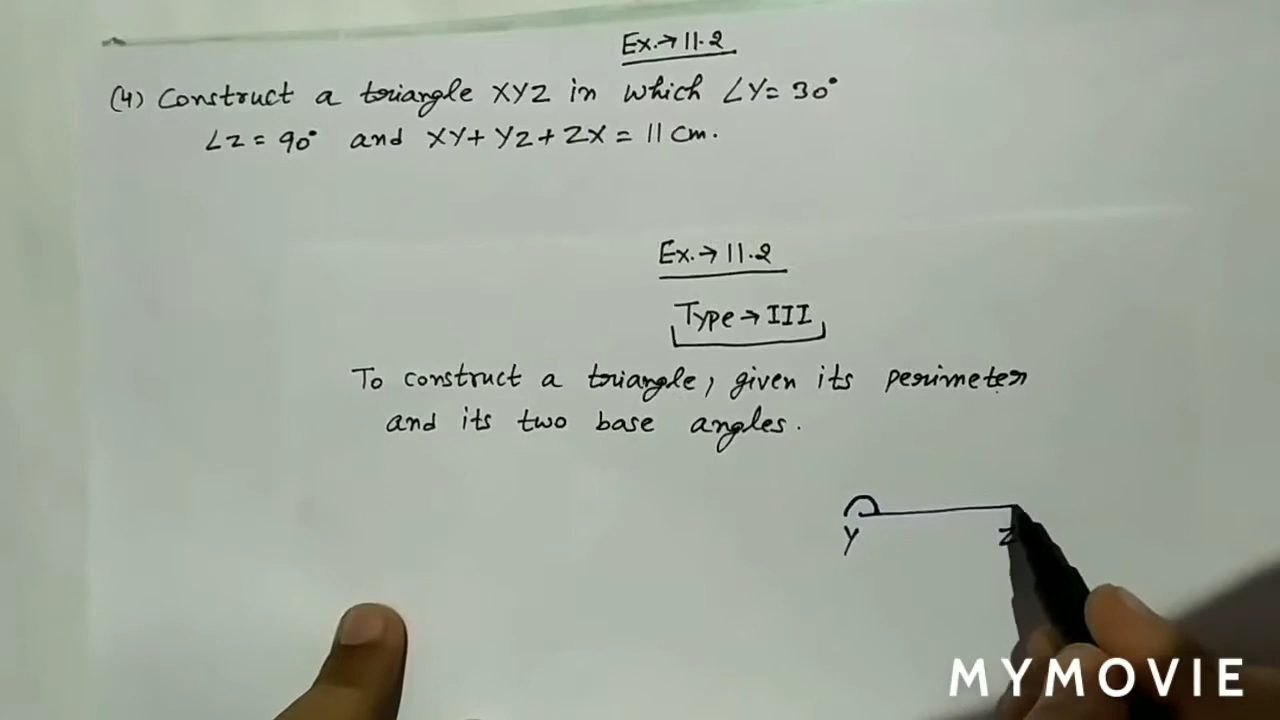 Ex.→ 11.2
(4) Construct a triangle XYZ in which ∠Y= 30°
∠Z= 90° and XY+ YZ + ZX = 11 cm.
Ex.→ 11.2
Type → III
To construct a triangle, given its perimeter
and its two base angles.
Y Z
MYMOVIE